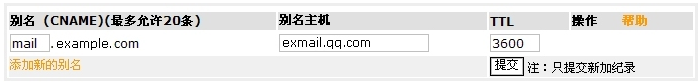 别名 (CNAME)(最多允许20条) 别名主机 TTL 操作 帮助
mail .example.com exmail.qq.com 3600
添加新的别名 提交 注：只提交新加纪录